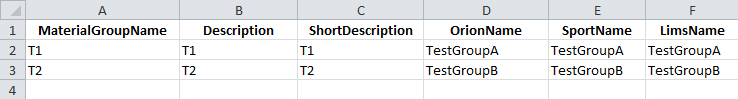 A B C D E F
1 MaterialGroupName Description ShortDescription OrionName SportName LimsName
2 T1 T1 T1 TestGroupA TestGroupA TestGroupA
3 T2 T2 T2 TestGroupB TestGroupB TestGroupB
4